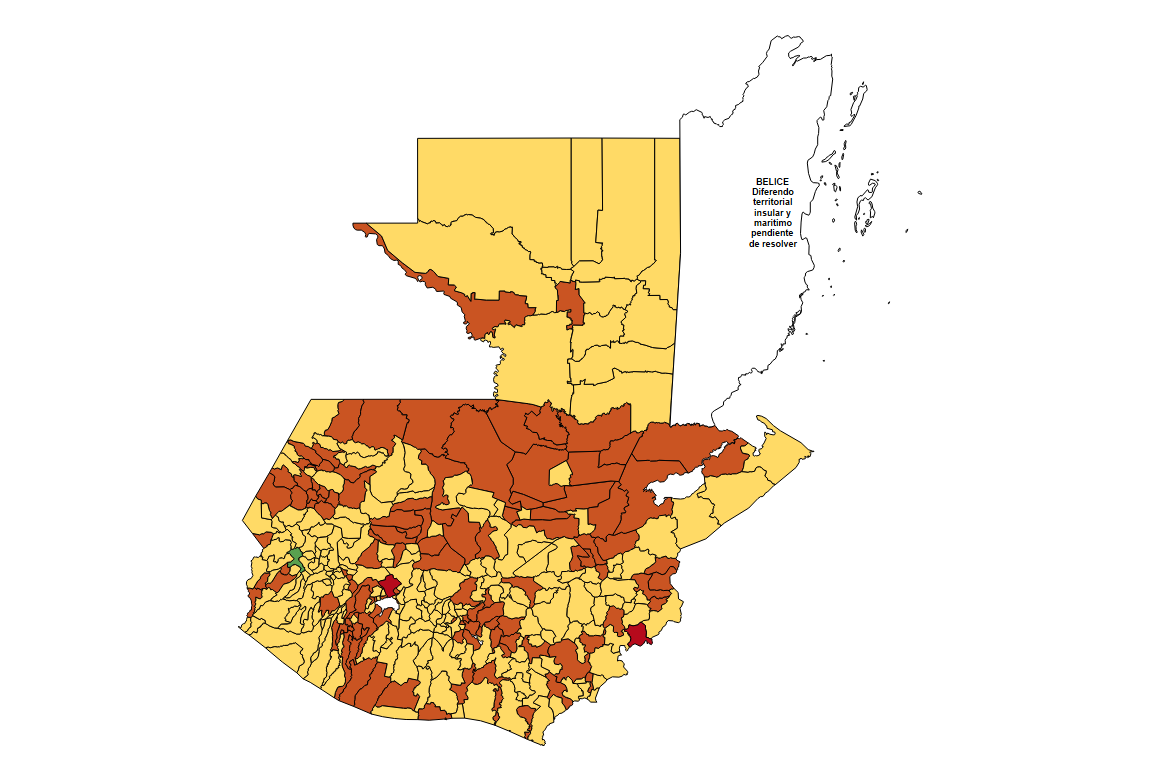 BELICE
Diferendo
territorial
insular y
marítimo
pendiente
de resolver